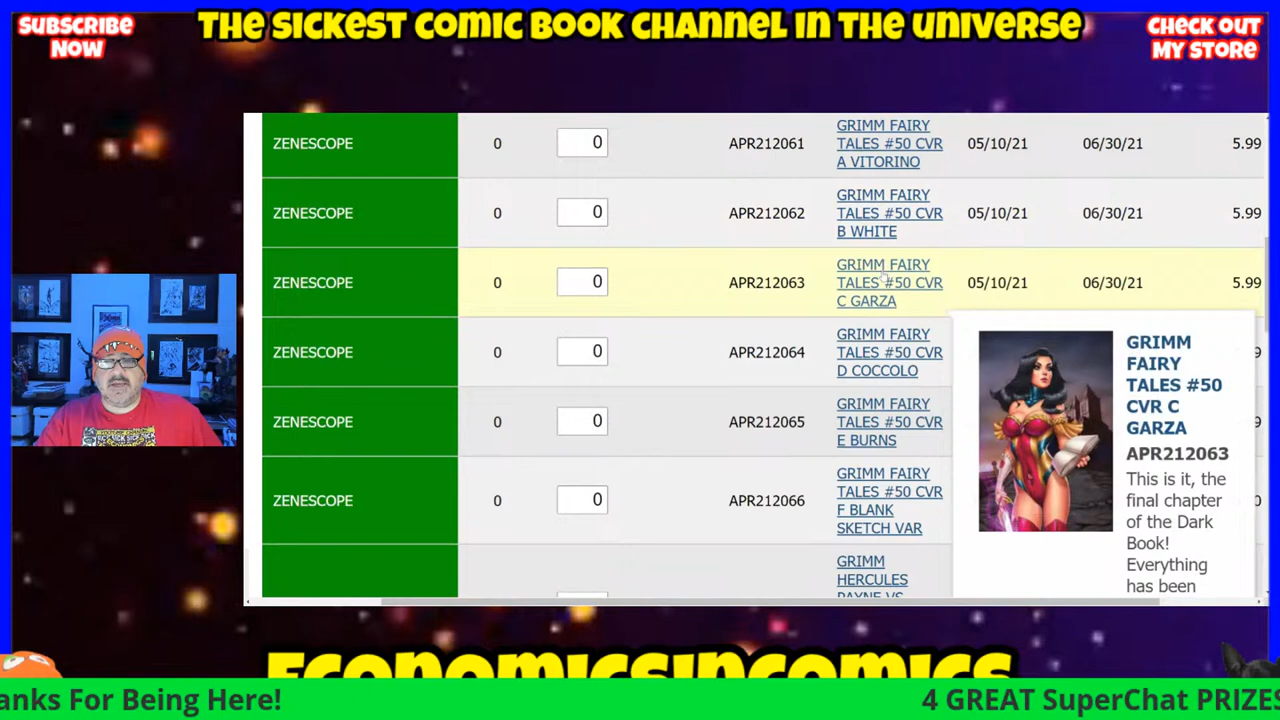 SUBSCRIBE
NOW
THE SICKEST COMIC BOOK CHANNEL IN THE UNIVERSE
CHECK OUT
MY STORE
ZENESCOPE 0 0 APR212061 GRIMM FAIRY
TALES #50 CVR
A VITORINO 05/10/21 06/30/21 5.99
ZENESCOPE 0 0 APR212062 GRIMM FAIRY
TALES #50 CVR
B WHITE 05/10/21 06/30/21 5.99
ZENESCOPE 0 0 APR212063 GRIMM FAIRY
TALES #50 CVR
C GARZA 05/10/21 06/30/21 5.99
ZENESCOPE 0 0 APR212064 GRIMM FAIRY
TALES #50 CVR
D COCCOLO
ZENESCOPE 0 0 APR212065 GRIMM FAIRY
TALES #50 CVR
E BURNS
ZENESCOPE 0 0 APR212066 GRIMM FAIRY
TALES #50 CVR
F BLANK
SKETCH VAR
GRIMM
HERCULES
PAYNE VS
GRIMM
FAIRY
TALES #50
CVR C
GARZA
APR212063
This is it, the
final chapter
of the Dark
Book!
Everything
has been
ECONOMICSINCOMICS
anks For Being Here!
4 GREAT SuperChat PRIZES